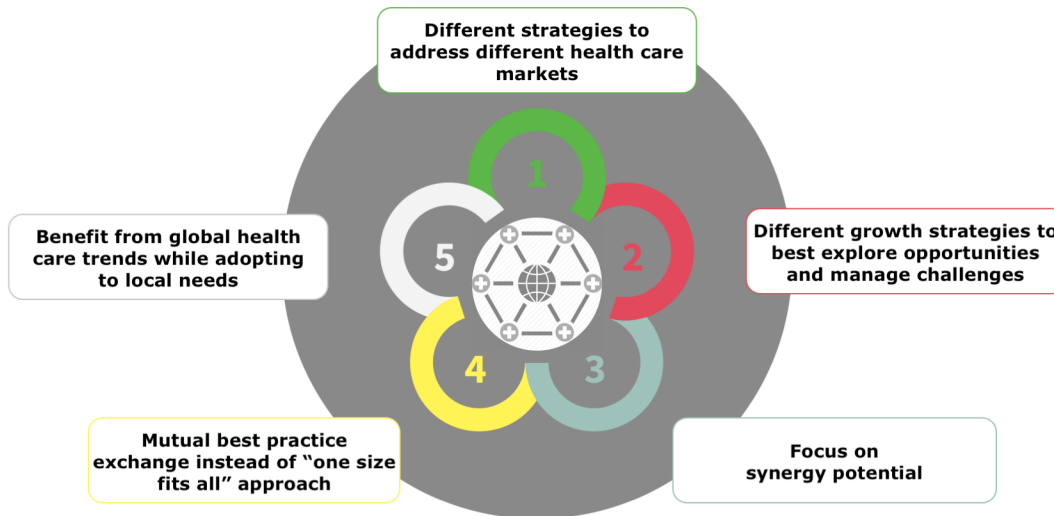 Different strategies to
address different health care
markets
1
2
Different growth strategies to
best explore opportunities
and manage challenges
3
Focus on
synergy potential
4
Mutual best practice
exchange instead of “one size
fits all” approach
5
Benefit from global health
care trends while adopting
to local needs